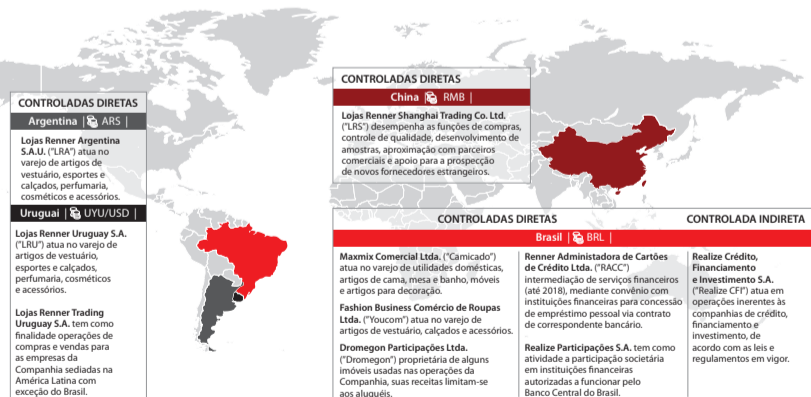 CONTROLADAS DIRETAS
Argentina | ARS |
Lojas Renner Argentina
S.A.U. ("LRA") atua no
varejo de artigos de
vestuário, esportes e
calçados, perfumaria,
cosméticos e acessórios.
Uruguai | UYU/USD |
Lojas Renner Uruguay S.A.
("LRU") atua no varejo de
artigos de vestuário,
esportes e calçados,
perfumaria, cosméticos
e acessórios.
Lojas Renner Trading
Uruguay S.A. tem como
finalidade operações de
compras e vendas para
as empresas da
Companhia sediadas na
América Latina com
exceção do Brasil.
CONTROLADAS DIRETAS
China | RMB |
Lojas Renner Shanghai Trading Co. Ltd.
("LRS") desempenha as funções de compras,
controle de qualidade, desenvolvimento de
amostras, aproximação com parceiros
comerciais e apoio para a prospecção
de novos fornecedores estrangeiros.
CONTROLADAS DIRETAS
CONTROLADA INDIRETA
Brasil | BRL |
Maxmix Comercial Ltda. ("Camicado")
atua no varejo de utilidades domésticas,
artigos de cama, mesa e banho, móveis
e artigos para decoração.
Fashion Business Comércio de Roupas
Ltda. ("Youcom") atua no varejo de
artigos de vestuário, calçados e acessórios.
Dromegon Participações Ltda.
("Dromegon") proprietária de alguns
imóveis usadas nas operações da
Companhia, suas receitas limitam-se
aos aluguéis.
Renner Administadora de Cartões
de Crédito Ltda. ("RACC")
intermediação de serviços financeiros
(até 2018), mediante convênio com
instituições financeiras para concessão
de empréstimo pessoal via contrato
de correspondente bancário.
Realize Participações S.A. tem como
atividade a participação societária
em instituições financeiras
autorizadas a funcionar pelo
Banco Central do Brasil.
Realize Crédito,
Financiamento
e Investimento S.A.
("Realize CFI") atua em
operações inerentes às
companhias de crédito,
financiamento e
investimento, de
acordo com as leis e
regulamentos em vigor.